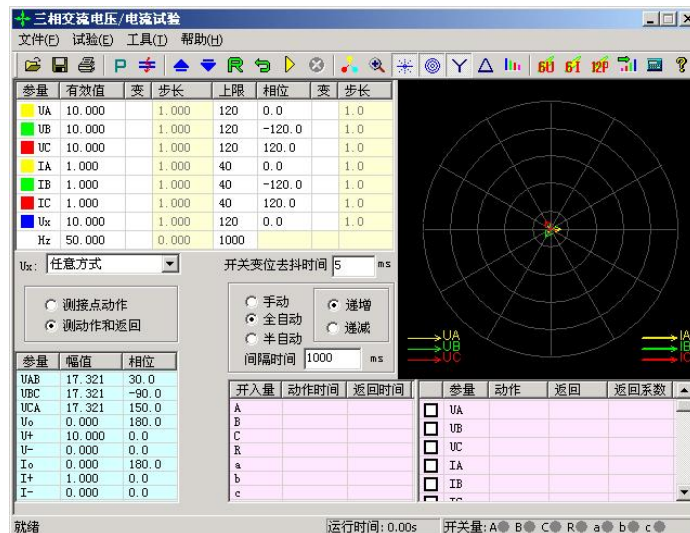 三相交流电压/电流试验
文件(F) 试验(E) 工具(T) 帮助(H)
P R 6U 6I 12P ?
参量 有效值 变 步长 上限 相位 变 步长
UA 10.000 1.000 120 0.0 1.0
UB 10.000 1.000 120 -120.0 1.0
UC 10.000 1.000 120 120.0 1.0
IA 1.000 1.000 40 0.0 1.0
IB 1.000 1.000 40 -120.0 1.0
IC 1.000 1.000 40 120.0 1.0
Ux 10.000 1.000 120 0.0 1.0
Hz 50.000 0.000 1000
Ux: 任意方式 开关变位去抖时间 5 ms
测接点动作
测动作和返回
手动
全自动
半自动
递增
递减
间隔时间 1000 ms
UA
UB
UC
IA
IB
IC
参量 幅值 相位
UAB 17.321 30.0
UBC 17.321 -90.0
UCA 17.321 150.0
Uo 0.000 180.0
U+ 10.000 0.0
U- 0.000 0.0
Io 0.000 180.0
I+ 1.000 0.0
I- 0.000 0.0
开入量 动作时间 返回时间
A
B
C
R
a
b
c
参量 动作 返回 返回系数
UA
UB
UC
IA
IB
就绪 运行时间: 0.00s 开关量: A B C R a b c